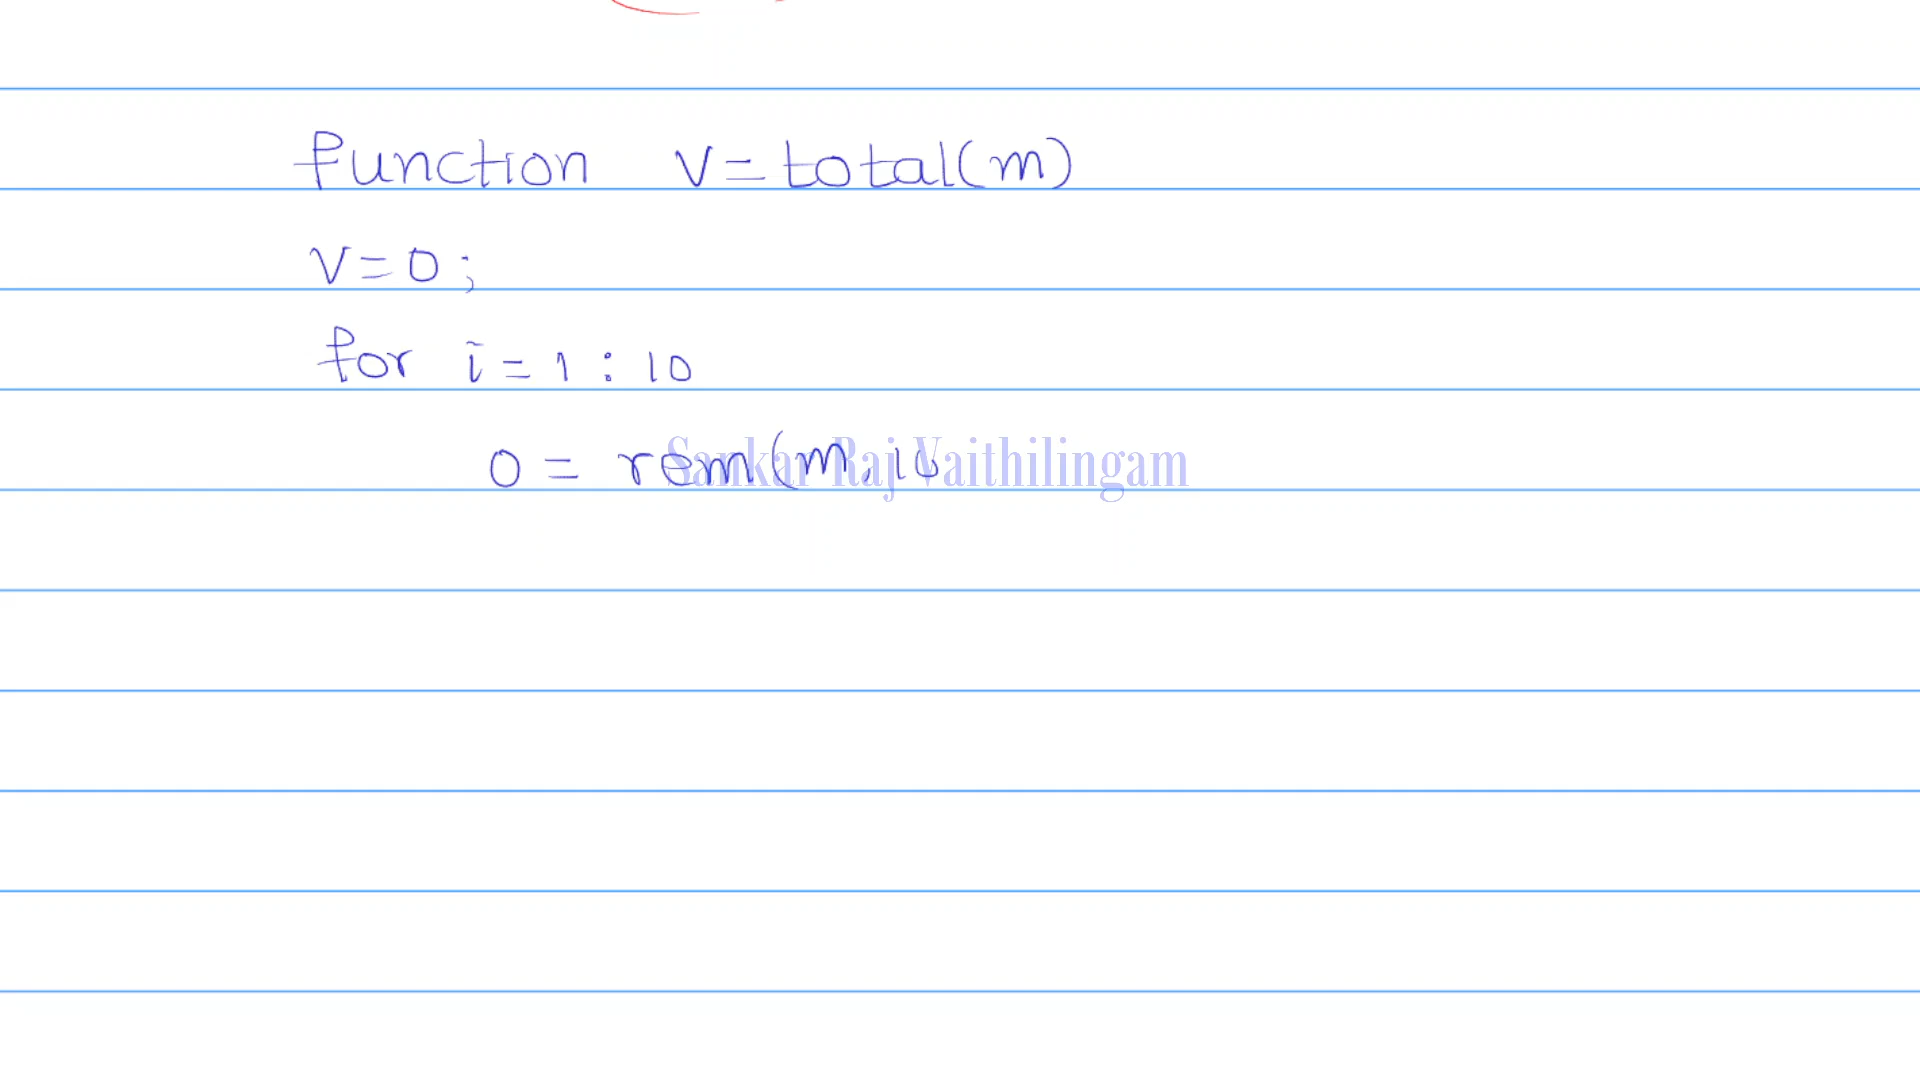 function v=total(m)
v=0;
for i=1:10
o = rem(m,10
Sankar Raj Vaithilingam